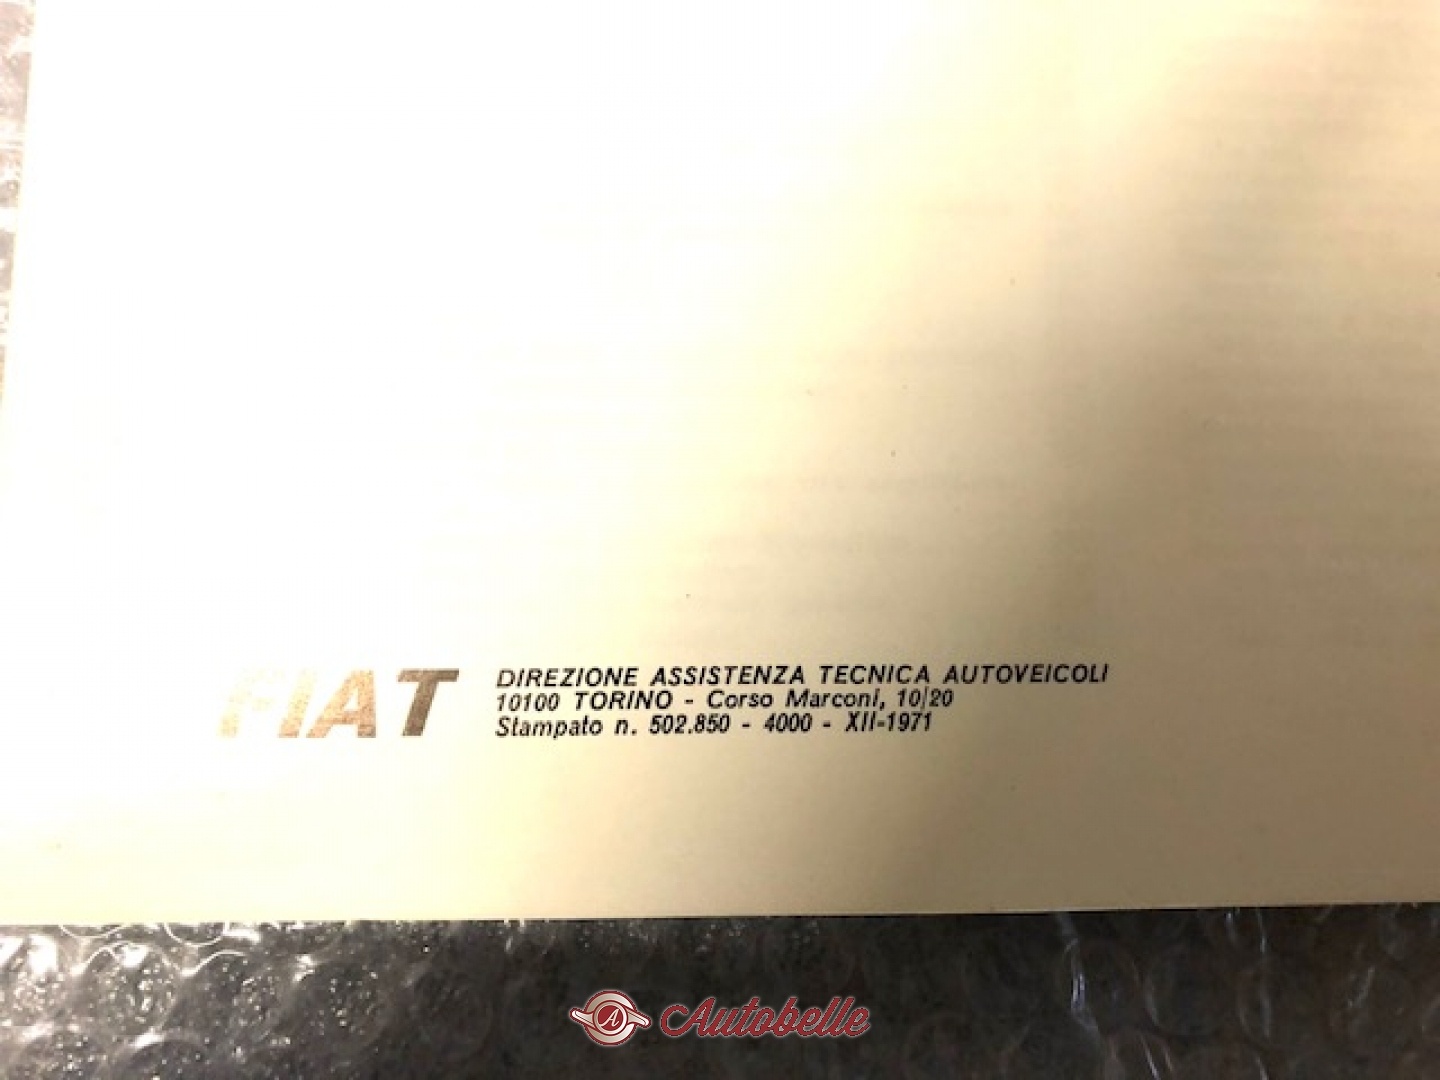 FIAT
DIREZIONE ASSISTENZA TECNICA AUTOVEICOLI
10100 TORINO - Corso Marconi, 10/20
Stampato n. 502.850 - 4000 - XII-1971
A Autobelle